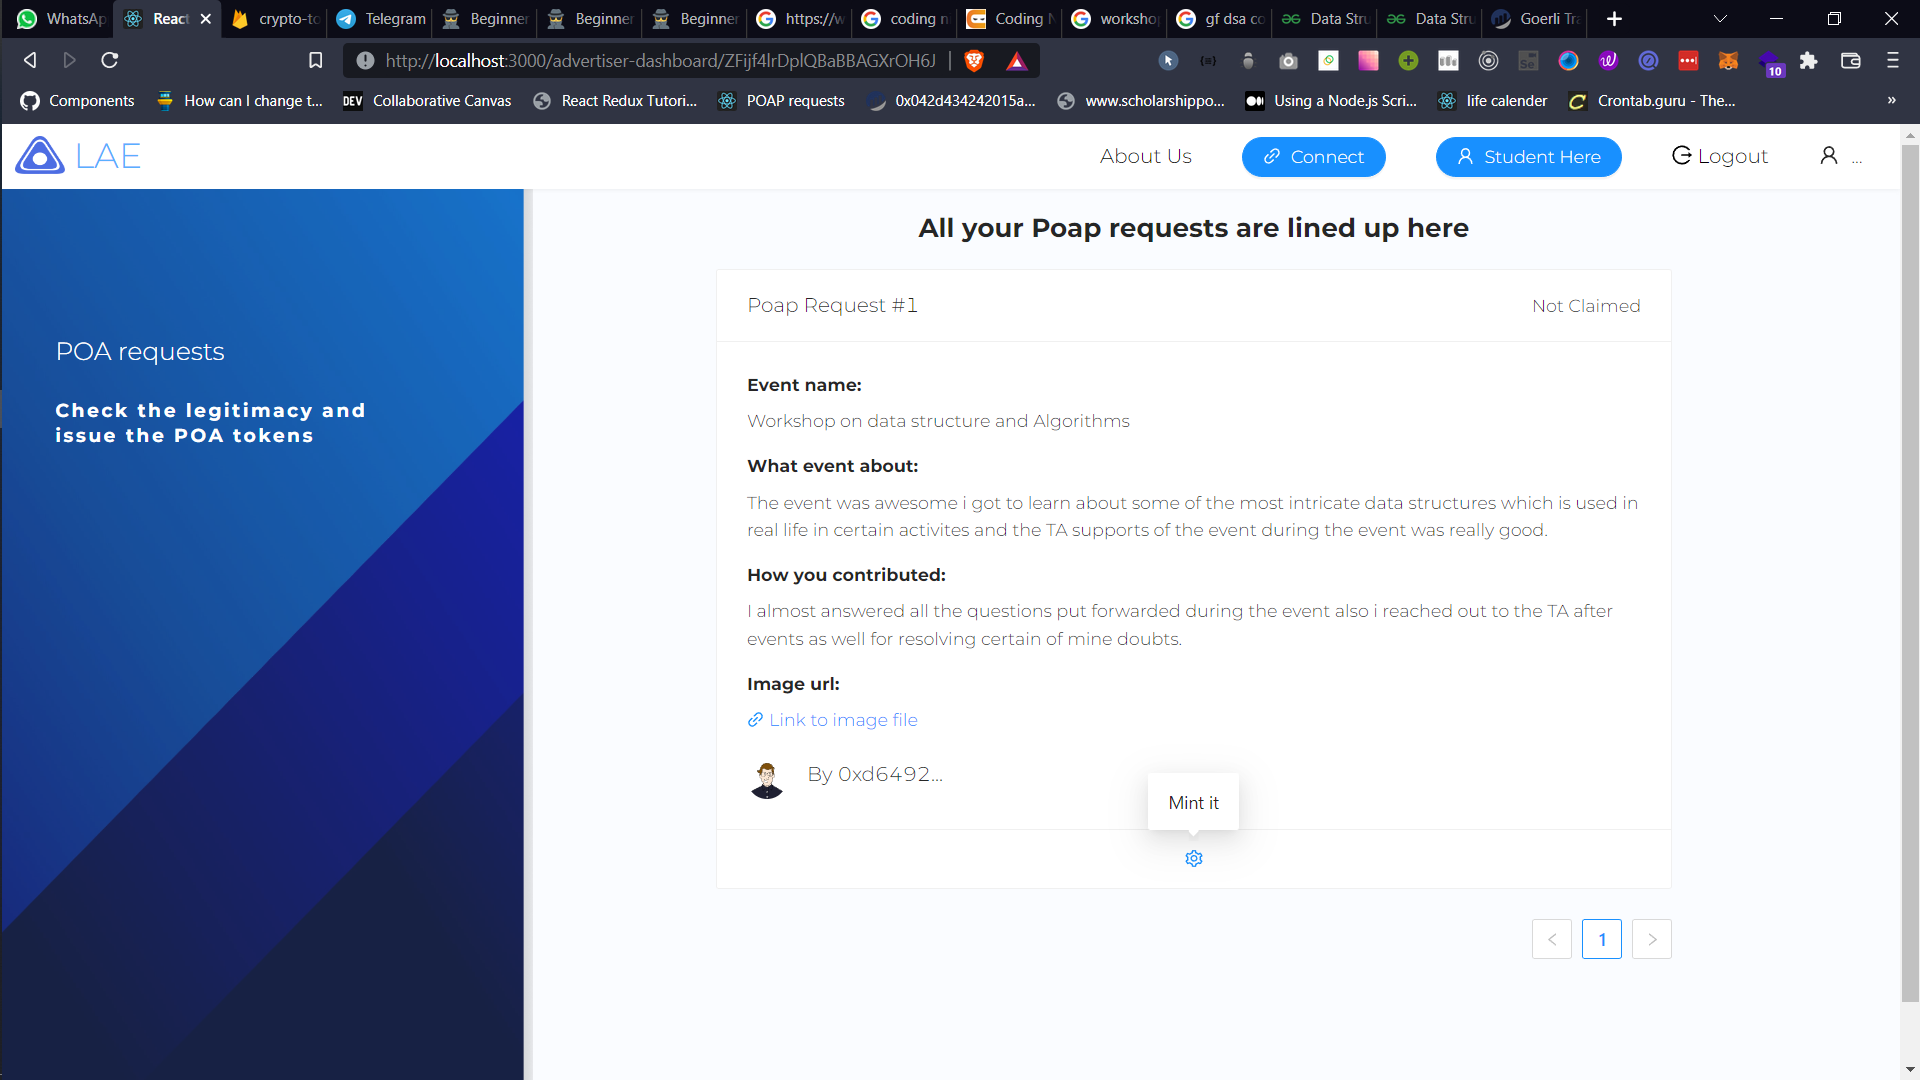 WhatsAp
React
crypto-to
Telegram
Beginner
Beginner
Beginner
https://w
coding n
Coding N
workshop
gf dsa co
Data Stru
Data Stru
Goerli Tra
http://localhost:3000/advertiser-dashboard/
10
Components
How can I change t...
DEV Collaborative Canvas
React Redux Tutori...
POAP requests
0x042d434242015a...
www.scholarshippo...
Using a Node.js Scri...
life calender
Crontab.guru - The...
»
LAE
About Us
Connect
Student Here
Logout
...
POA requests
Check the legitimacy and
issue the POA tokens
All your Poap requests are lined up here
Poap Request #1
Not Claimed
Event name:
Workshop on data structure and Algorithms
What event about:
The event was awesome i got to learn about some of the most intricate data structures which is used in
real life in certain activites and the TA supports of the event during the event was really good.
How you contributed:
I almost answered all the questions put forwarded during the event also i reached out to the TA after
events as well for resolving certain of mine doubts.
Image url:
Link to image file
By 0xd6492...
Mint it
< 1 >